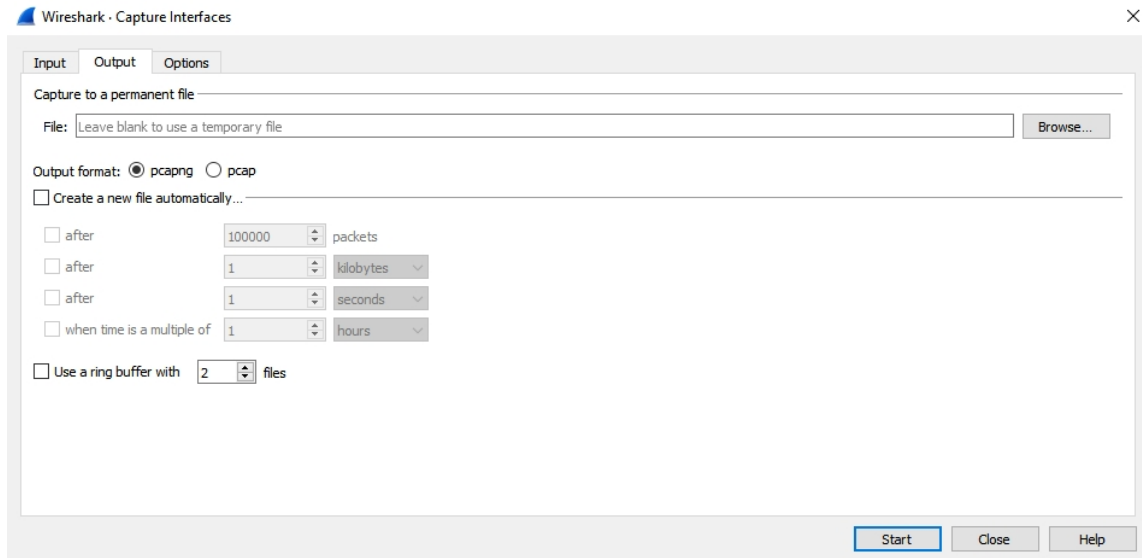 Wireshark · Capture Interfaces
Input Output Options
Capture to a permanent file
File: Leave blank to use a temporary file Browse...
Output format: pcapng pcap
Create a new file automatically...
after 100000 packets
after 1 kilobytes
after 1 seconds
when time is a multiple of 1 hours
Use a ring buffer with 2 files
Start Close Help